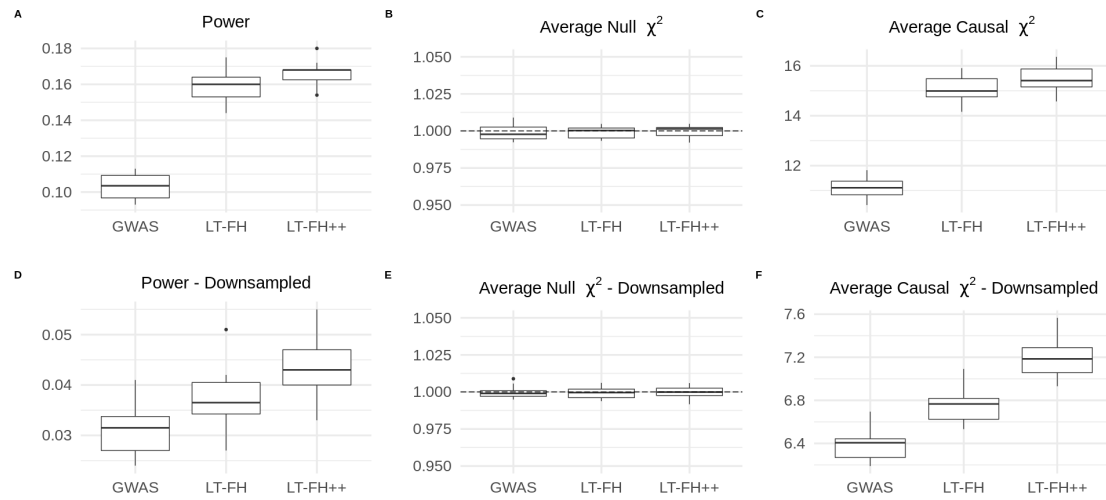 A
Power
0.18
0.16
0.14
0.12
0.10
GWAS LT-FH LT-FH++
B
Average Null χ²
1.050
1.025
1.000
0.975
0.950
GWAS LT-FH LT-FH++
C
Average Causal χ²
16
14
12
GWAS LT-FH LT-FH++
D
Power - Downsampled
0.05
0.04
0.03
GWAS LT-FH LT-FH++
E
Average Null χ² - Downsampled
1.050
1.025
1.000
0.975
0.950
GWAS LT-FH LT-FH++
F
Average Causal χ² - Downsampled
7.6
7.2
6.8
6.4
GWAS LT-FH LT-FH++